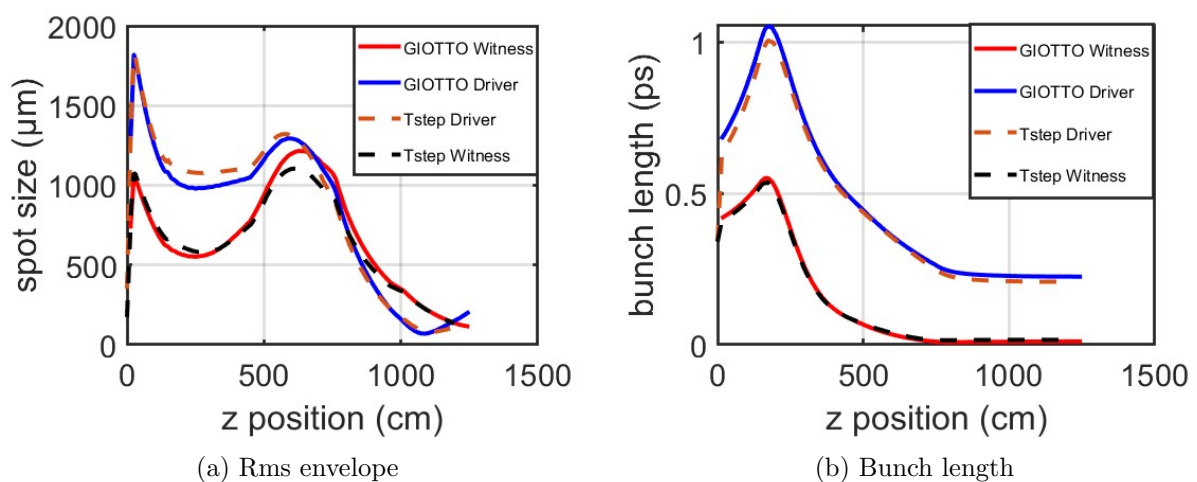 2000
1500
1000
500
0
0
500
1000
1500
spot size (μm)
z position (cm)
GIOTTO Witness
GIOTTO Driver
Tstep Driver
Tstep Witness
(a) Rms envelope
1
0.5
0
0
500
1000
1500
bunch length (ps)
z position (cm)
GIOTTO Witness
GIOTTO Driver
Tstep Driver
Tstep Witness
(b) Bunch length